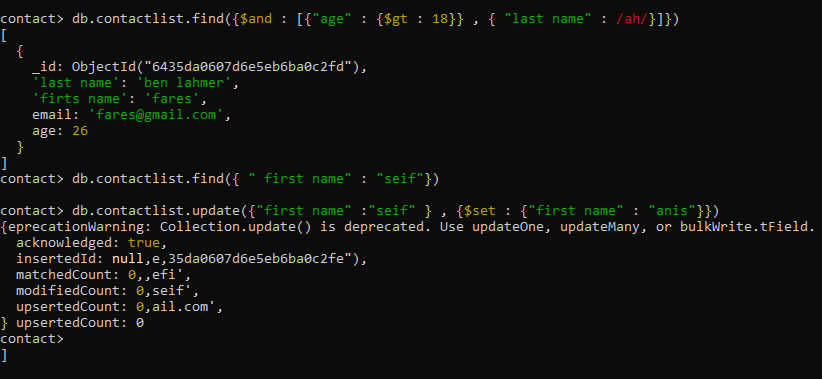 contact> db.contactlist.find({$and : [{"age" : {$gt : 18}} , { "last name" : /ah/}]})
[
  {
    _id: ObjectId("6435da0607d6e5eb6ba0c2fd"),
    'last name': 'ben lahmer',
    'firts name': 'fares',
    email: 'fares@gmail.com',
    age: 26
  }
]
contact> db.contactlist.find({ " first name" : "seif"})

contact> db.contactlist.update({"first name" :"seif" } , {$set : {"first name" : "anis"}})
{eprecationWarning: Collection.update() is deprecated. Use updateOne, updateMany, or bulkWrite.tField.
  acknowledged: true,
  insertedId: null,e,35da0607d6e5eb6ba0c2fe"),
  matchedCount: 0,,efi',
  modifiedCount: 0,seif',
  upsertedCount: 0,ail.com',
} upsertedCount: 0
contact>
]